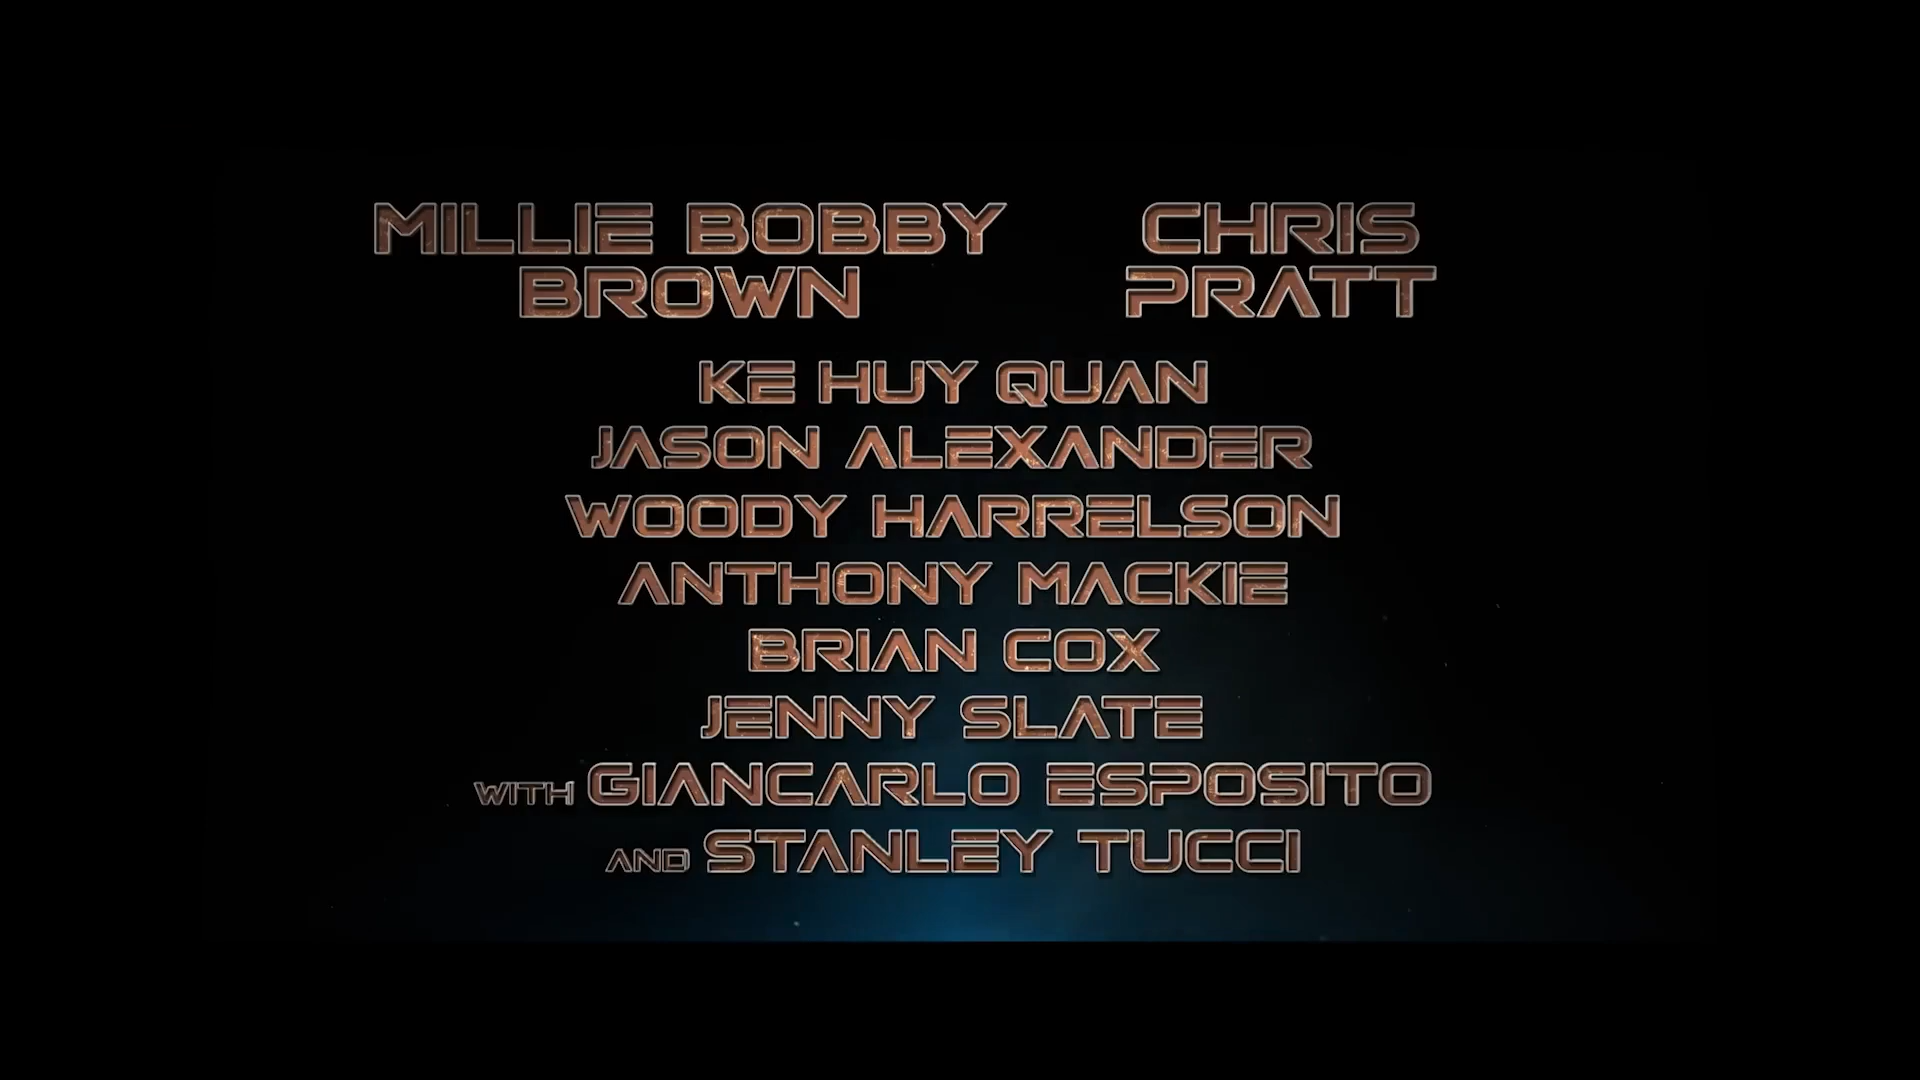 MILLIE BOBBY BROWN
CHRIS PRATT
KE HUY QUAN
JASON ALEXANDER
WOODY HARRELSON
ANTHONY MACKIE
BRIAN COX
JENNY SLATE
WITH GIANCARLO ESPOSITO
AND STANLEY TUCCI